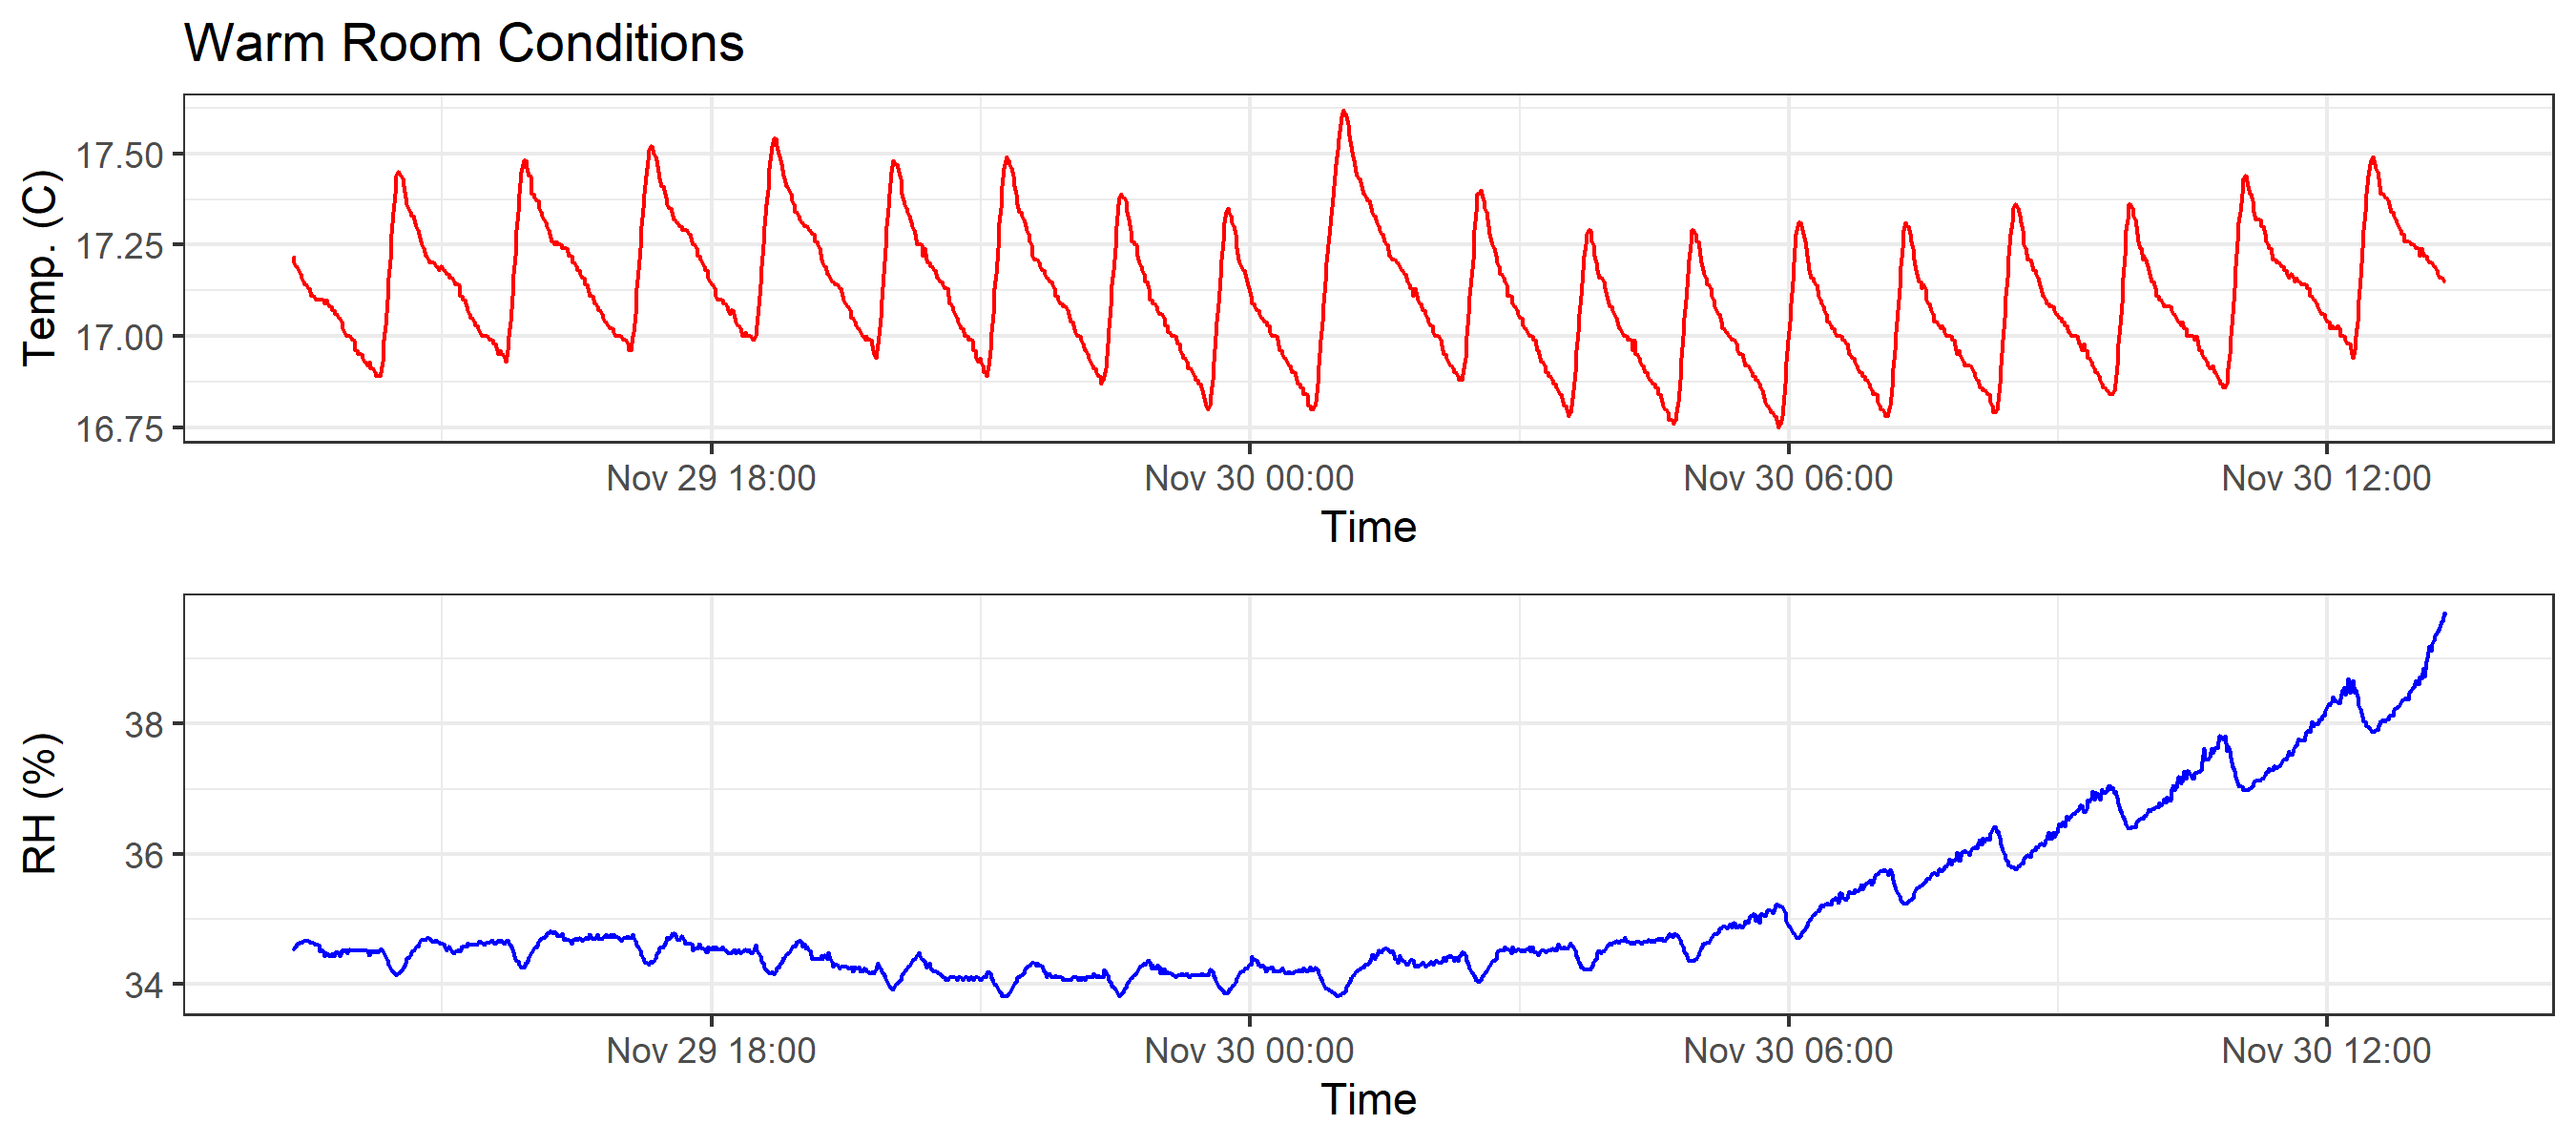 Warm Room Conditions
Temp. (C)
17.50
17.25
17.00
16.75
Nov 29 18:00 Nov 30 00:00 Nov 30 06:00 Nov 30 12:00
Time
RH (%)
38
36
34
Nov 29 18:00 Nov 30 00:00 Nov 30 06:00 Nov 30 12:00
Time